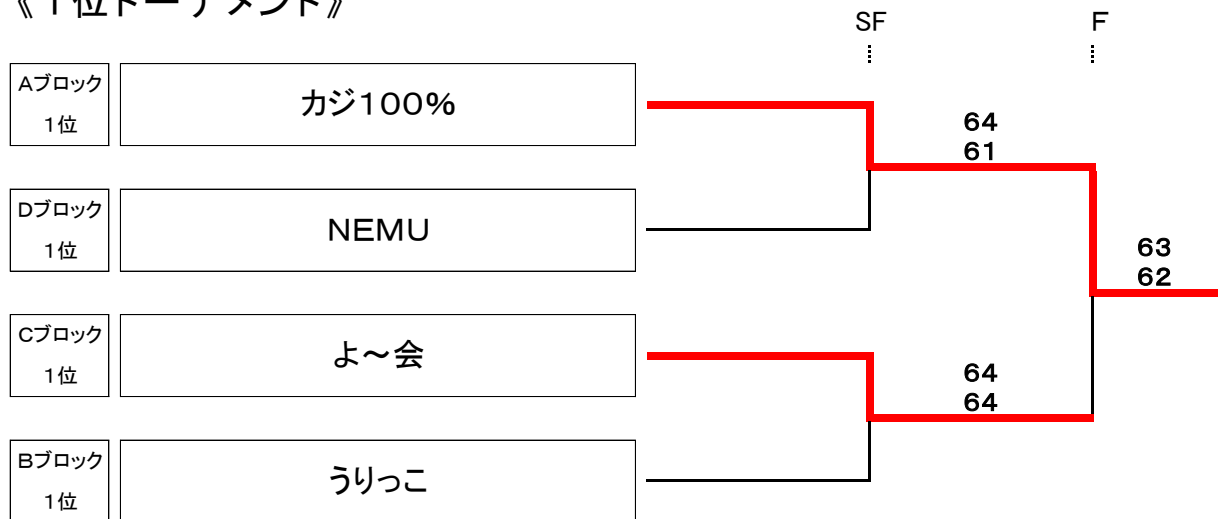 《1位トーナメント》
SF
F
Aブロック
1位
カジ100%
64
61
Dブロック
1位
NEMU
63
62
Cブロック
1位
よ～会
64
64
Bブロック
1位
うりっこ